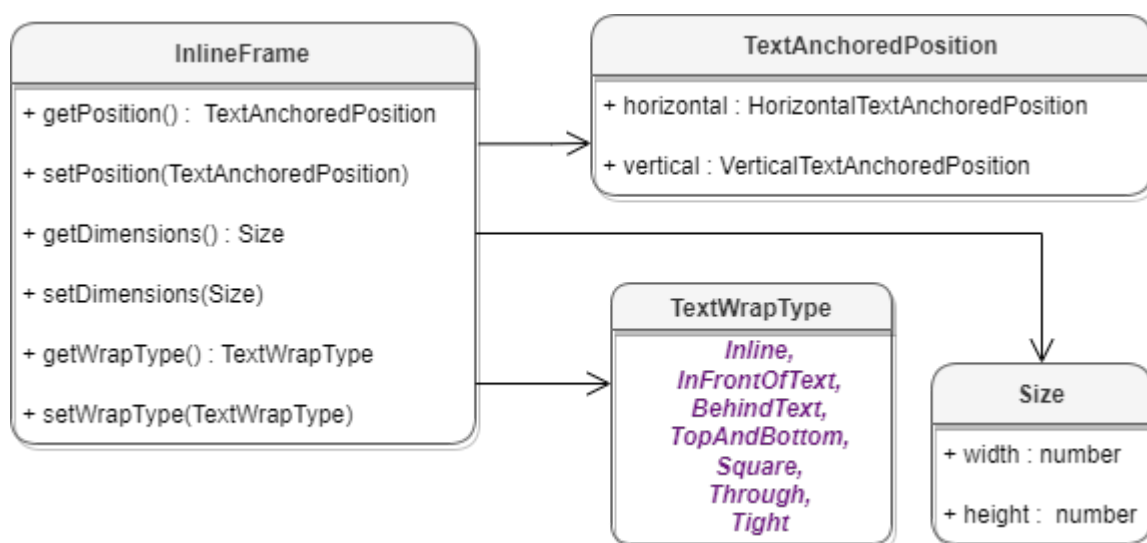 InlineFrame
+ getPosition() :  TextAnchoredPosition
+ setPosition(TextAnchoredPosition)
+ getDimensions() : Size
+ setDimensions(Size)
+ getWrapType() : TextWrapType
+ setWrapType(TextWrapType)
TextAnchoredPosition
+ horizontal : HorizontalTextAnchoredPosition
+ vertical : VerticalTextAnchoredPosition
TextWrapType
Inline,
InFrontOfText,
BehindText,
TopAndBottom,
Square,
Through,
Tight
Size
+ width : number
+ height :  number